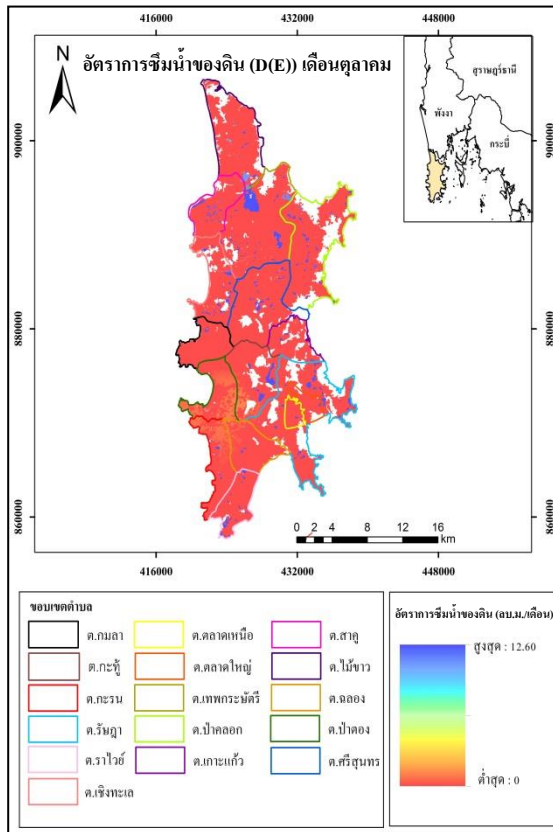 416000 432000 448000
N
อัตราการซึมน้ำของดิน (D(E)) เดือนตุลาคม
สุราษฎร์ธานี
พังงา
กระบี่
900000 900000
880000 880000
860000 860000
0 2 4 8 12 16
km
416000 432000 448000
ขอบเขตตำบล
ต.กมลา ต.ตลาดเหนือ ต.สาคู
ต.กะทู้ ต.ตลาดใหญ่ ต.ไม้ขาว
ต.กะรน ต.เทพกระษัตรี ต.ฉลอง
ต.รัษฎา ต.ป่าคลอก ต.ป่าตอง
ต.ราไวย์ ต.เกาะแก้ว ต.ศรีสุนทร
ต.เชิงทะเล
อัตราการซึมน้ำของดิน (ลบ.ม./เดือน)
สูงสุด : 12.60
ต่ำสุด : 0